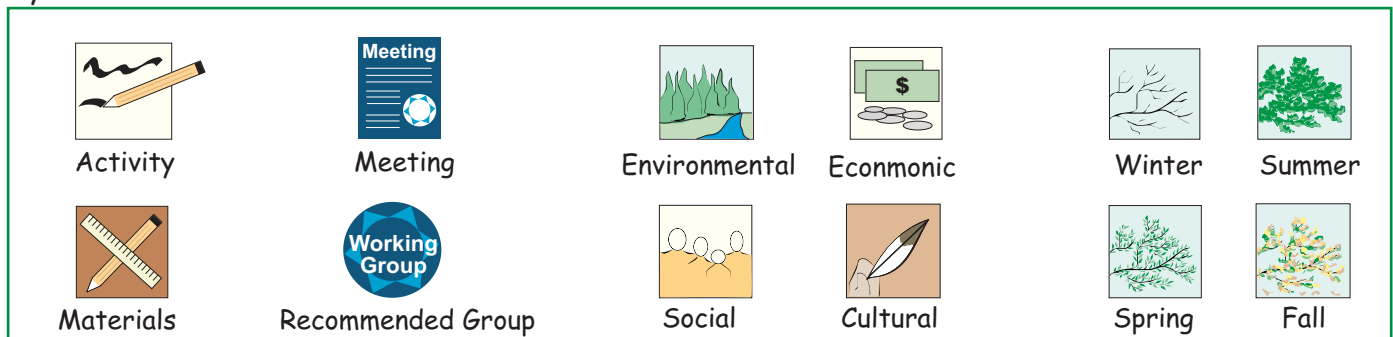 Meeting
$
Activity
Meeting
Environmental
Econmonic
Winter
Summer
Working
Group
Materials
Recommended Group
Social
Cultural
Spring
Fall